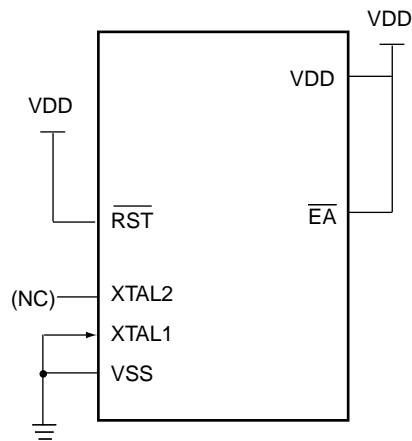 VDD
VDD
VDD
RST
EA
(NC)
XTAL2
XTAL1
VSS